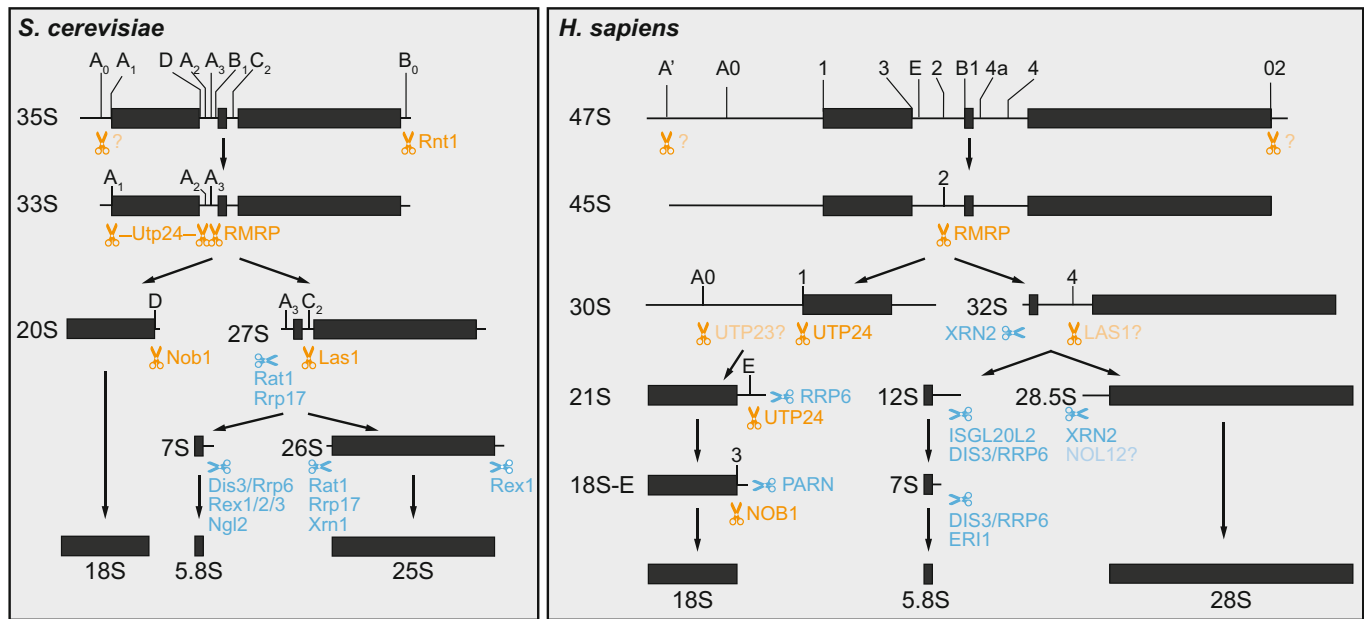 S. cerevisiae
A0 A1 D A2 A3 B1 C2 B0
35S
? Rnt1
A1 A2 A3
33S
Utp24 RMRP
D A3 C2
20S 27S
Nob1 Las1
Rat1
Rrp17
7S 26S
Dis3/Rrp6 Rat1 Rex1
Rex1/2/3 Rrp17
Ngl2 Xrn1
18S 5.8S 25S
H. sapiens
A' A0 1 3 E 2 B1 4a 4 02
47S
? ?
2
45S
RMRP
A0 1 4
30S 32S
UTP23? UTP24 XRN2 LAS1?
E
21S RRP6 12S 28.5S
UTP24 ISGL20L2 XRN2
DIS3/RRP6 NOL12?
3
18S-E PARN 7S
NOB1 DIS3/RRP6
ERI1
18S 5.8S 28S